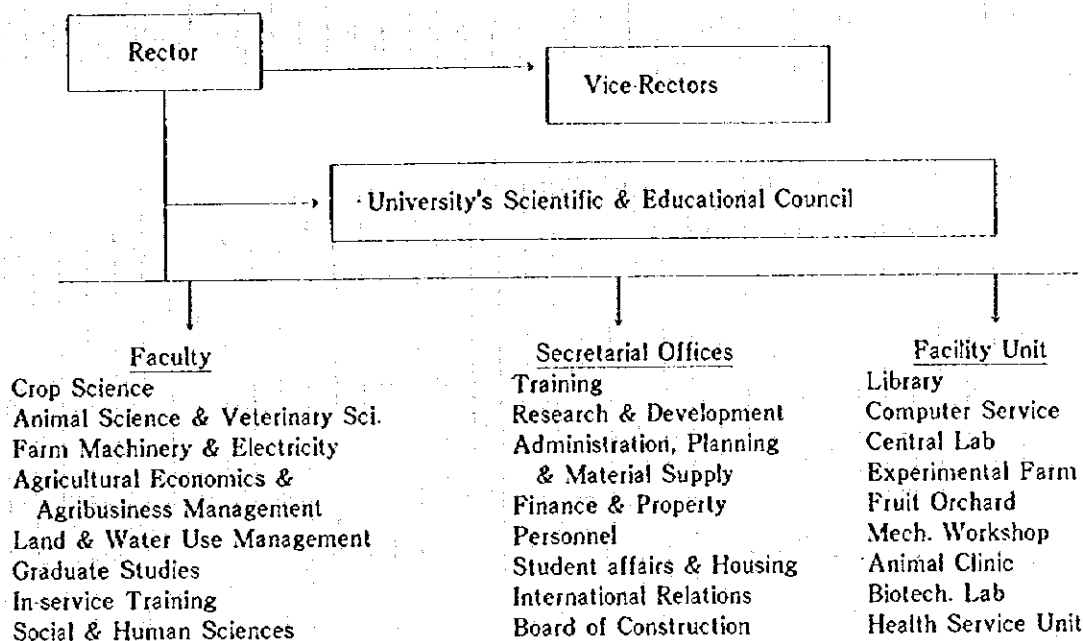 Rector
Vice-Rectors
University's Scientific & Educational Council
Faculty
Crop Science
Animal Science & Veterinary Sci.
Farm Machinery & Electricity
Agricultural Economics &
Agribusiness Management
Land & Water Use Management
Graduate Studies
In-service Training
Social & Human Sciences
Secretarial Offices
Training
Research & Development
Administration, Planning
& Material Supply
Finance & Property
Personnel
Student affairs & Housing
International Relations
Board of Construction
Facility Unit
Library
Computer Service
Central Lab
Experimental Farm
Fruit Orchard
Mech. Workshop
Animal Clinic
Biotech. Lab
Health Service Unit